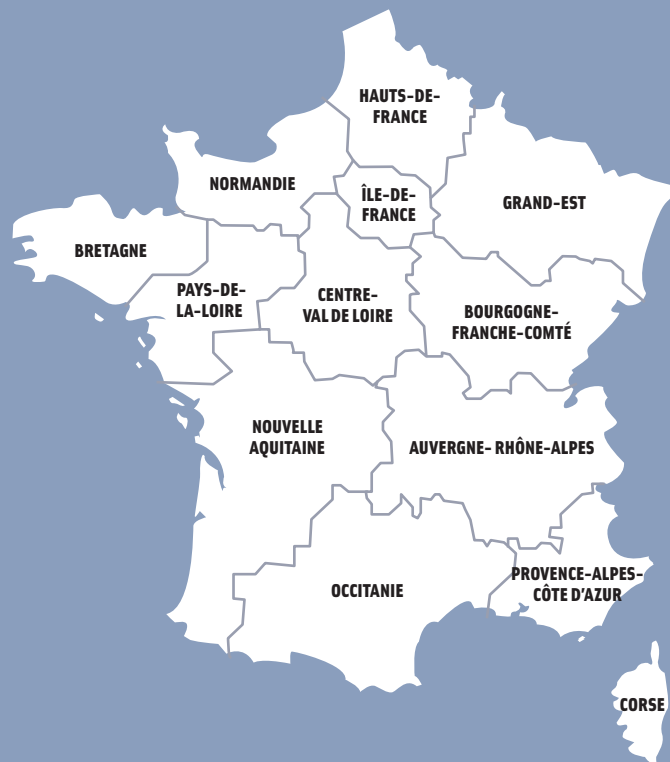 HAUTS-DE-
FRANCE
NORMANDIE
ÎLE-DE-
FRANCE
GRAND-EST
BRETAGNE
PAYS-DE-
LA-LOIRE
CENTRE-
VAL DE LOIRE
BOURGOGNE-
FRANCHE-COMTÉ
NOUVELLE
AQUITAINE
AUVERGNE- RHÔNE-ALPES
OCCITANIE
PROVENCE-ALPES-
CÔTE D'AZUR
CORSE